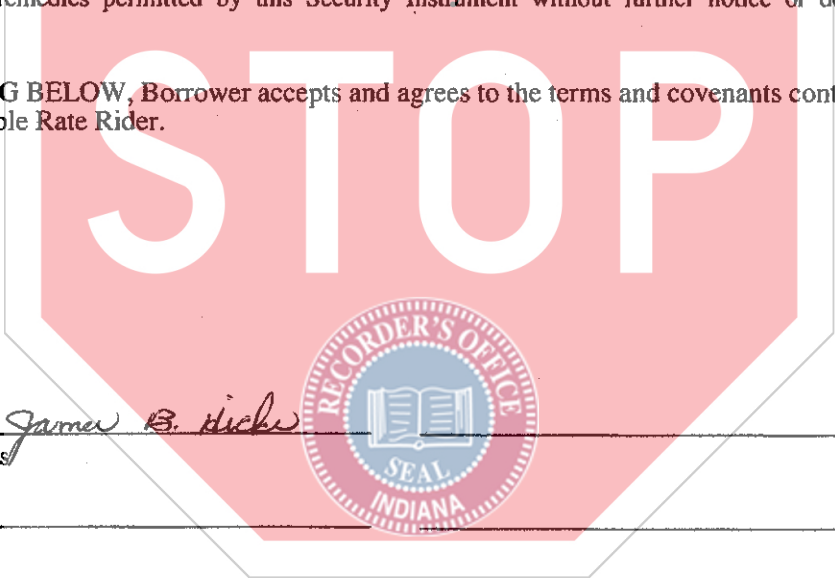 remedies permitted by this Security Instrument without further notice or
G BELOW, Borrower accepts and agrees to the terms and covenants cont
ble Rate Rider.
STOP
RECORDER'S OFFICE
SEAL
INDIANA
James B. Hicks
s